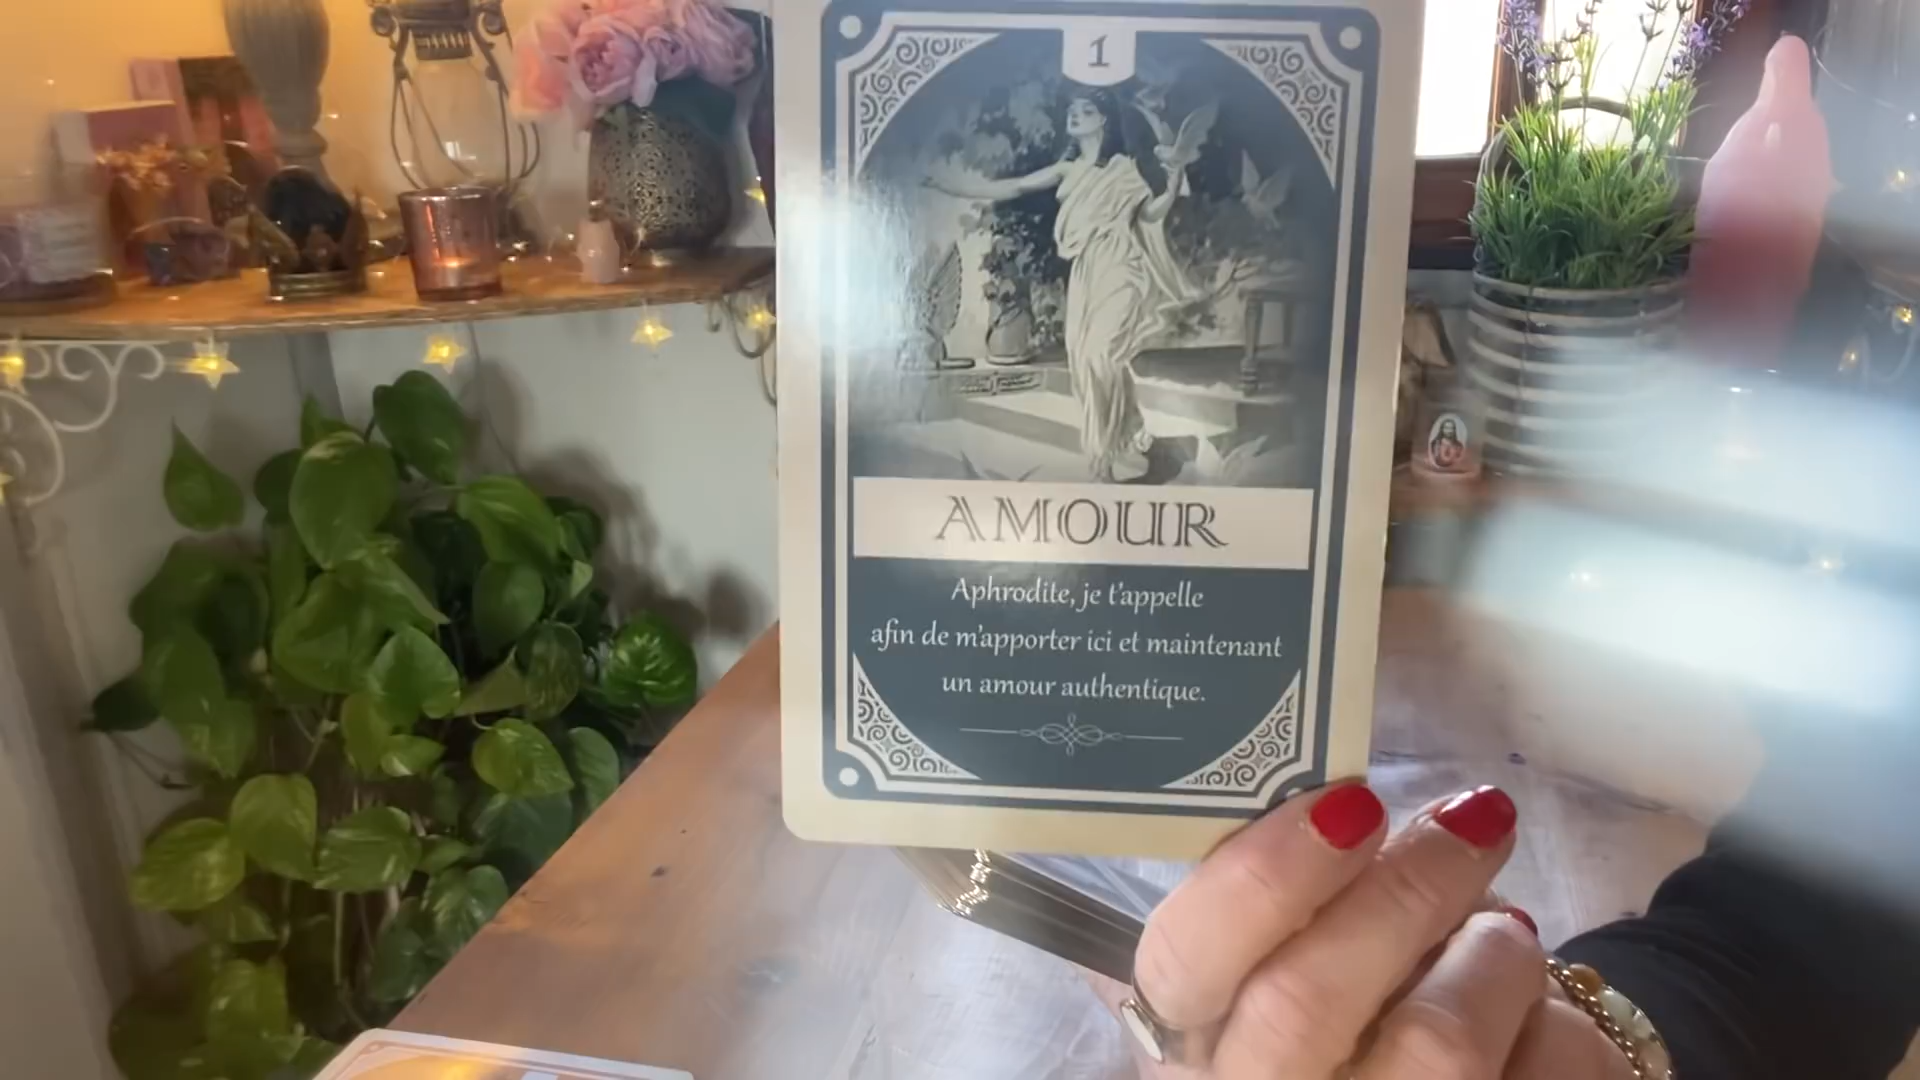 1
AMOUR
Aphrodite, je t'appelle
afin de m'apporter ici et maintenant
un amour authentique.